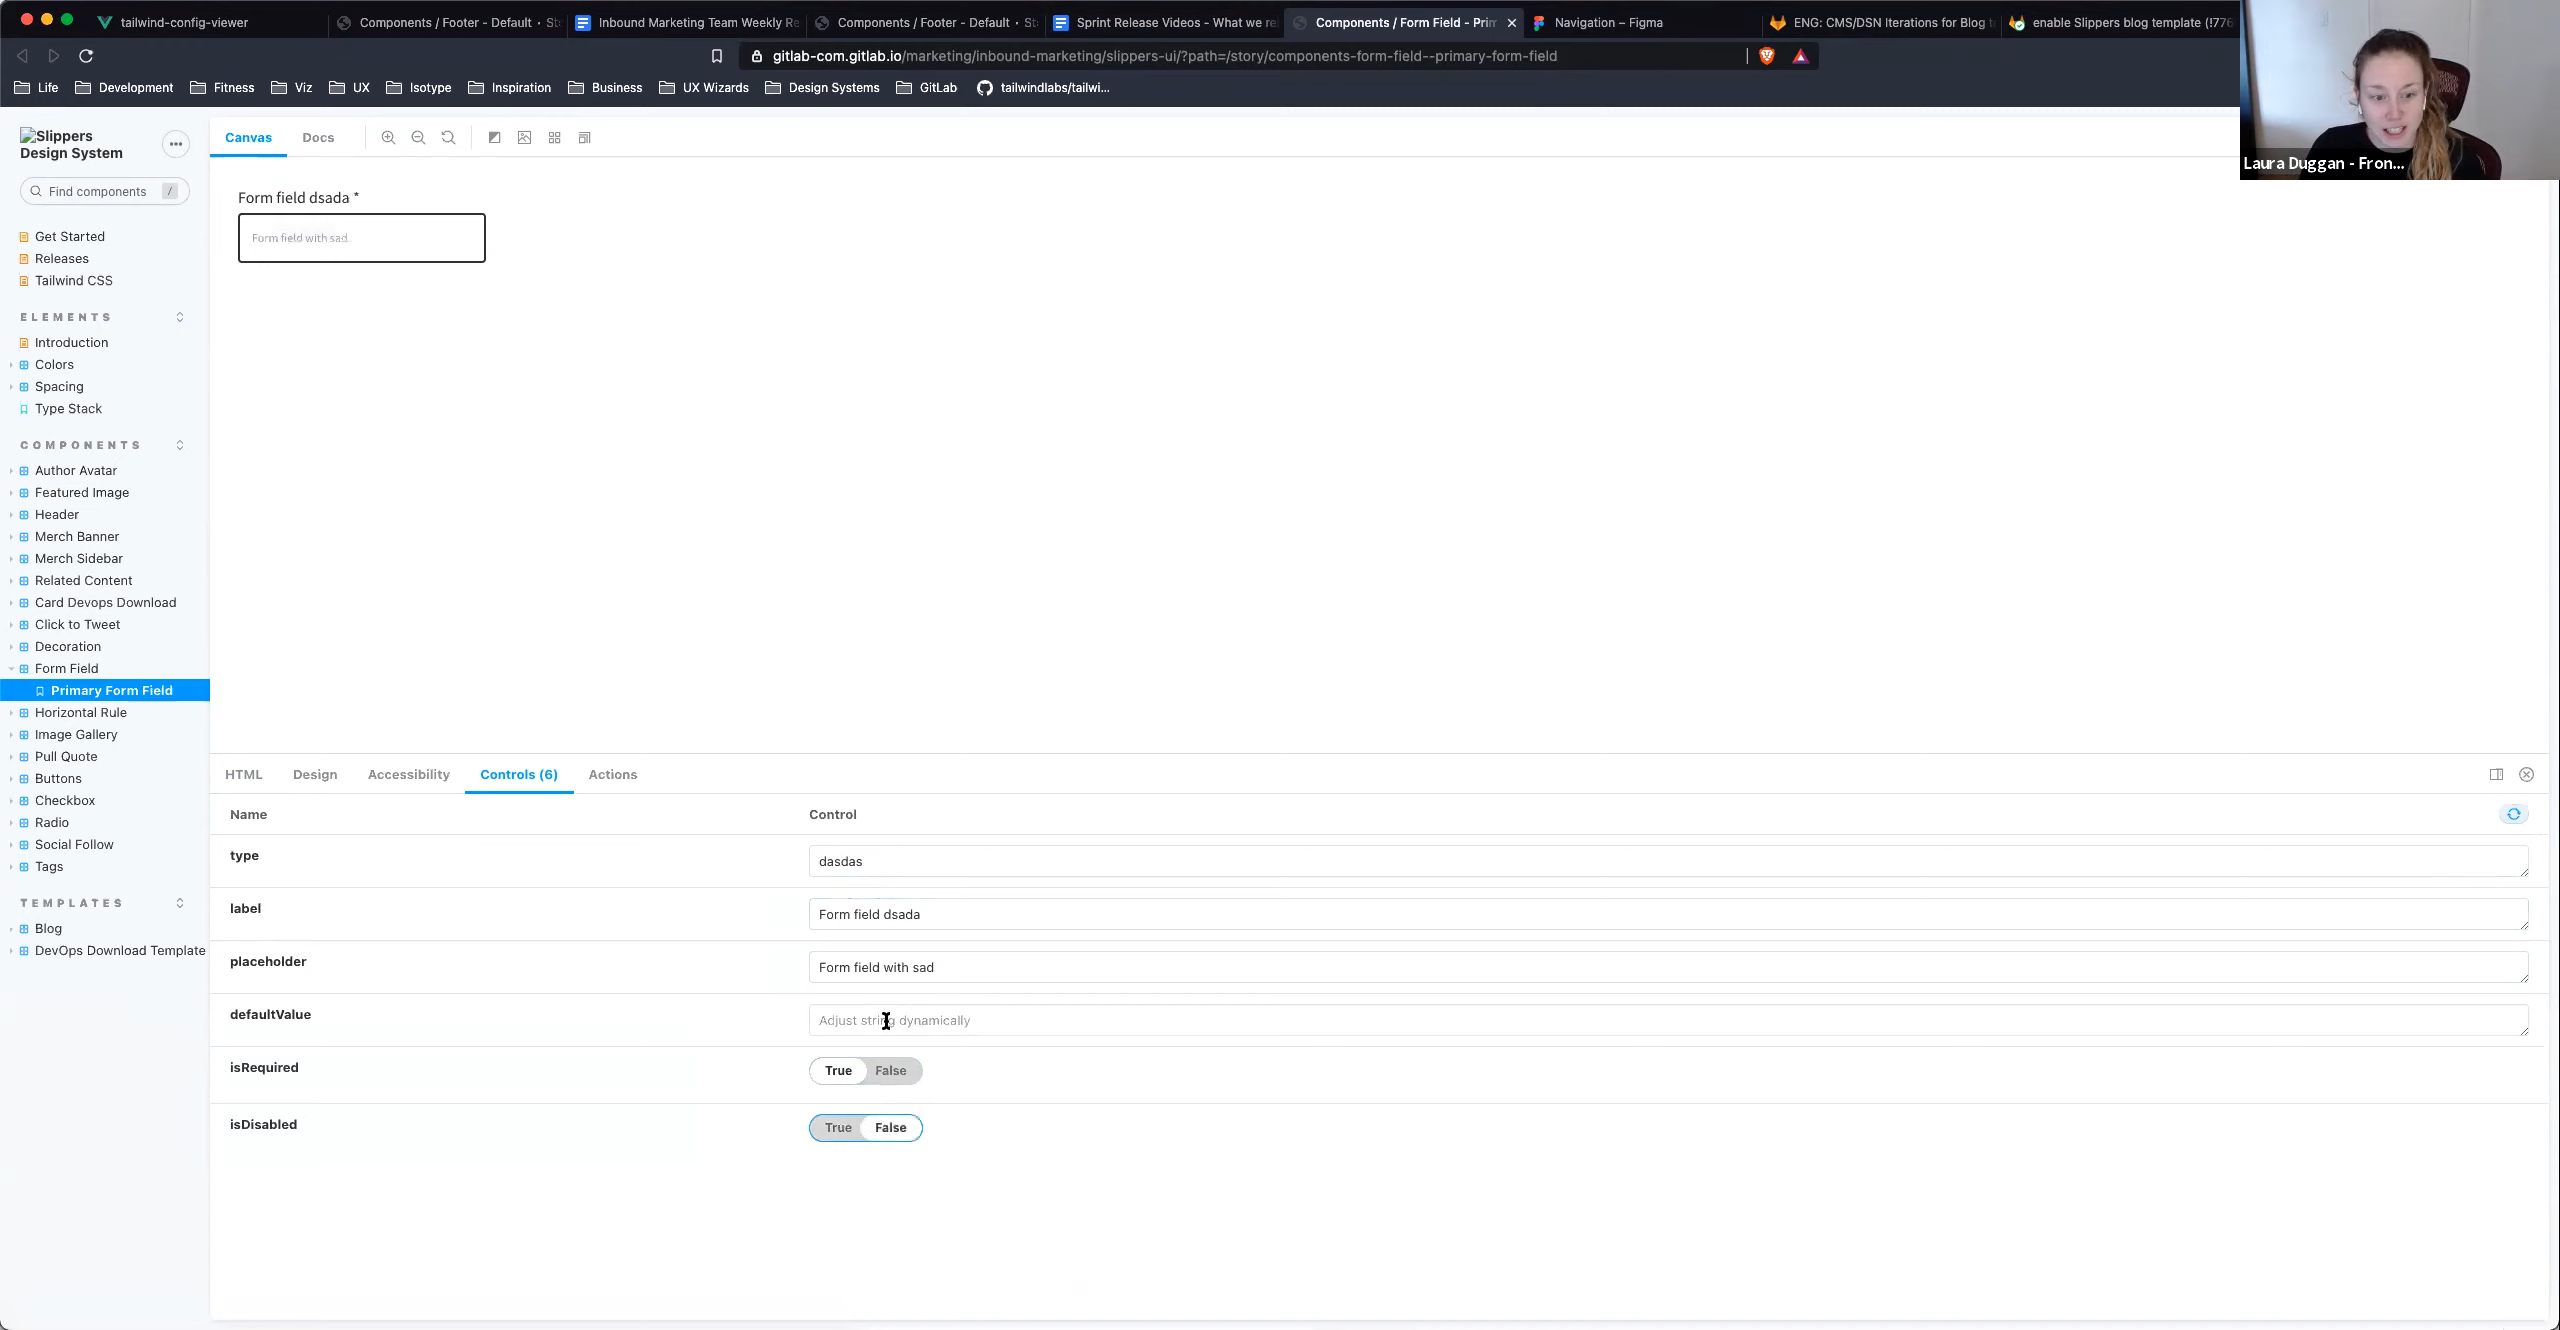 tailwind-config-viewer
Components / Footer - Default · St
Inbound Marketing Team Weekly Re
Components / Footer - Default · St
Sprint Release Videos - What we re
Components / Form Field - Prim
Navigation – Figma
ENG: CMS/DSN Iterations for Blog t
enable Slippers blog template (!776
gitlab-com.gitlab.io/marketing/inbound-marketing/slippers-ui/?path=/story/components-form-field--primary-form-field
Life
Development
Fitness
Viz
UX
Isotype
Inspiration
Business
UX Wizards
Design Systems
GitLab
tailwindlabs/tailwi...
Laura Duggan - Fron...
Slippers
Design System
Find components
/
Get Started
Releases
Tailwind CSS
ELEMENTS
Introduction
Colors
Spacing
Type Stack
COMPONENTS
Author Avatar
Featured Image
Header
Merch Banner
Merch Sidebar
Related Content
Card Devops Download
Click to Tweet
Decoration
Form Field
Primary Form Field
Horizontal Rule
Image Gallery
Pull Quote
Buttons
Checkbox
Radio
Social Follow
Tags
TEMPLATES
Blog
DevOps Download Template
Canvas
Docs
Form field dsada *
Form field with sad
HTML
Design
Accessibility
Controls (6)
Actions
Name
Control
type
dasdas
label
Form field dsada
placeholder
Form field with sad
defaultValue
Adjust string dynamically
isRequired
True
False
isDisabled
True
False